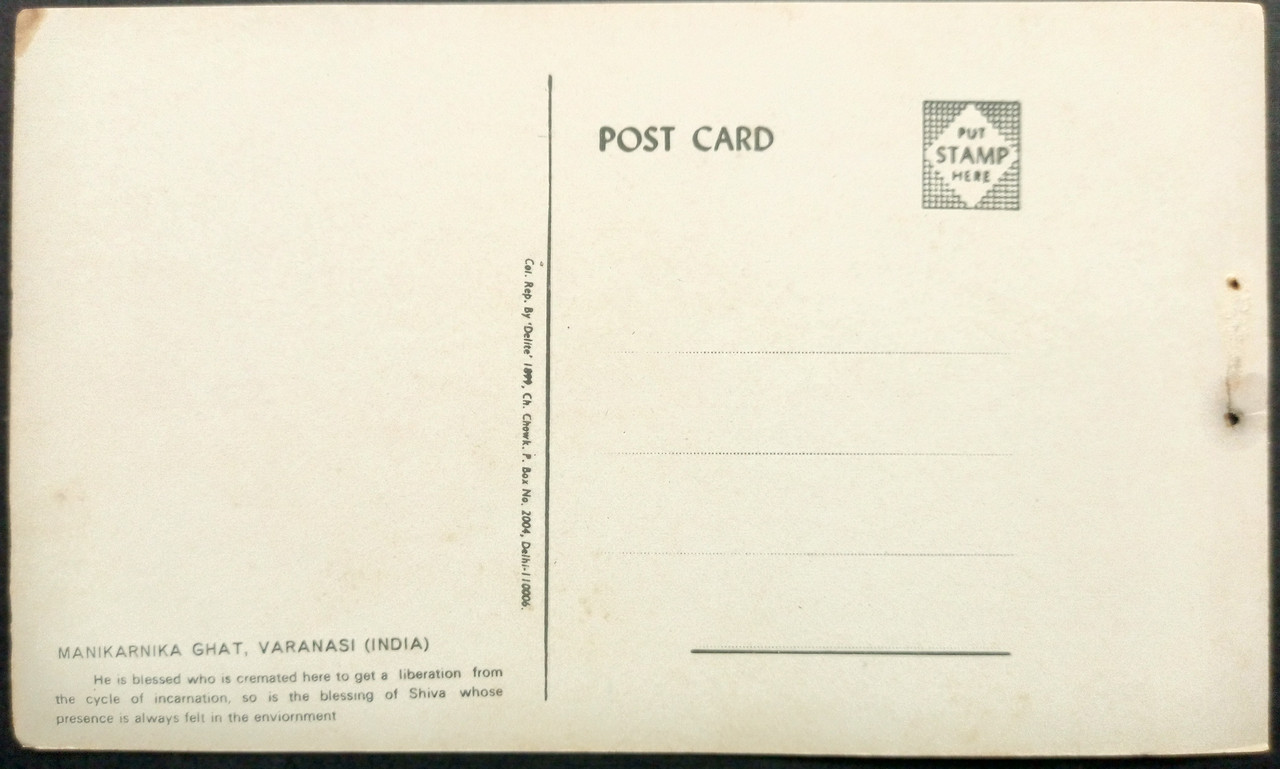 POST CARD
PUT
STAMP
HERE
Col. Rep. By 'Delite' 1899, Ch. Chowk. P. Box No. 2004, Delhi-110006.
MANIKARNIKA GHAT, VARANASI (INDIA)
He is blessed who is cremated here to get a liberation from
the cycle of incarnation, so is the blessing of Shiva whose
presence is always felt in the enviornment